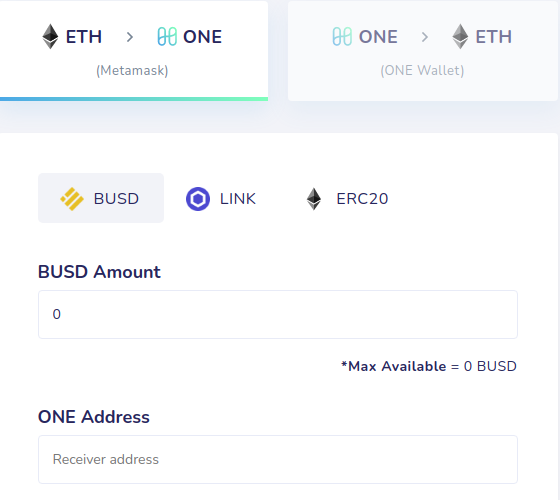 ETH > ONE
(Metamask)
ONE > ETH
(ONE Wallet)
BUSD LINK ERC20
BUSD Amount
0
*Max Available = 0 BUSD
ONE Address
Receiver address